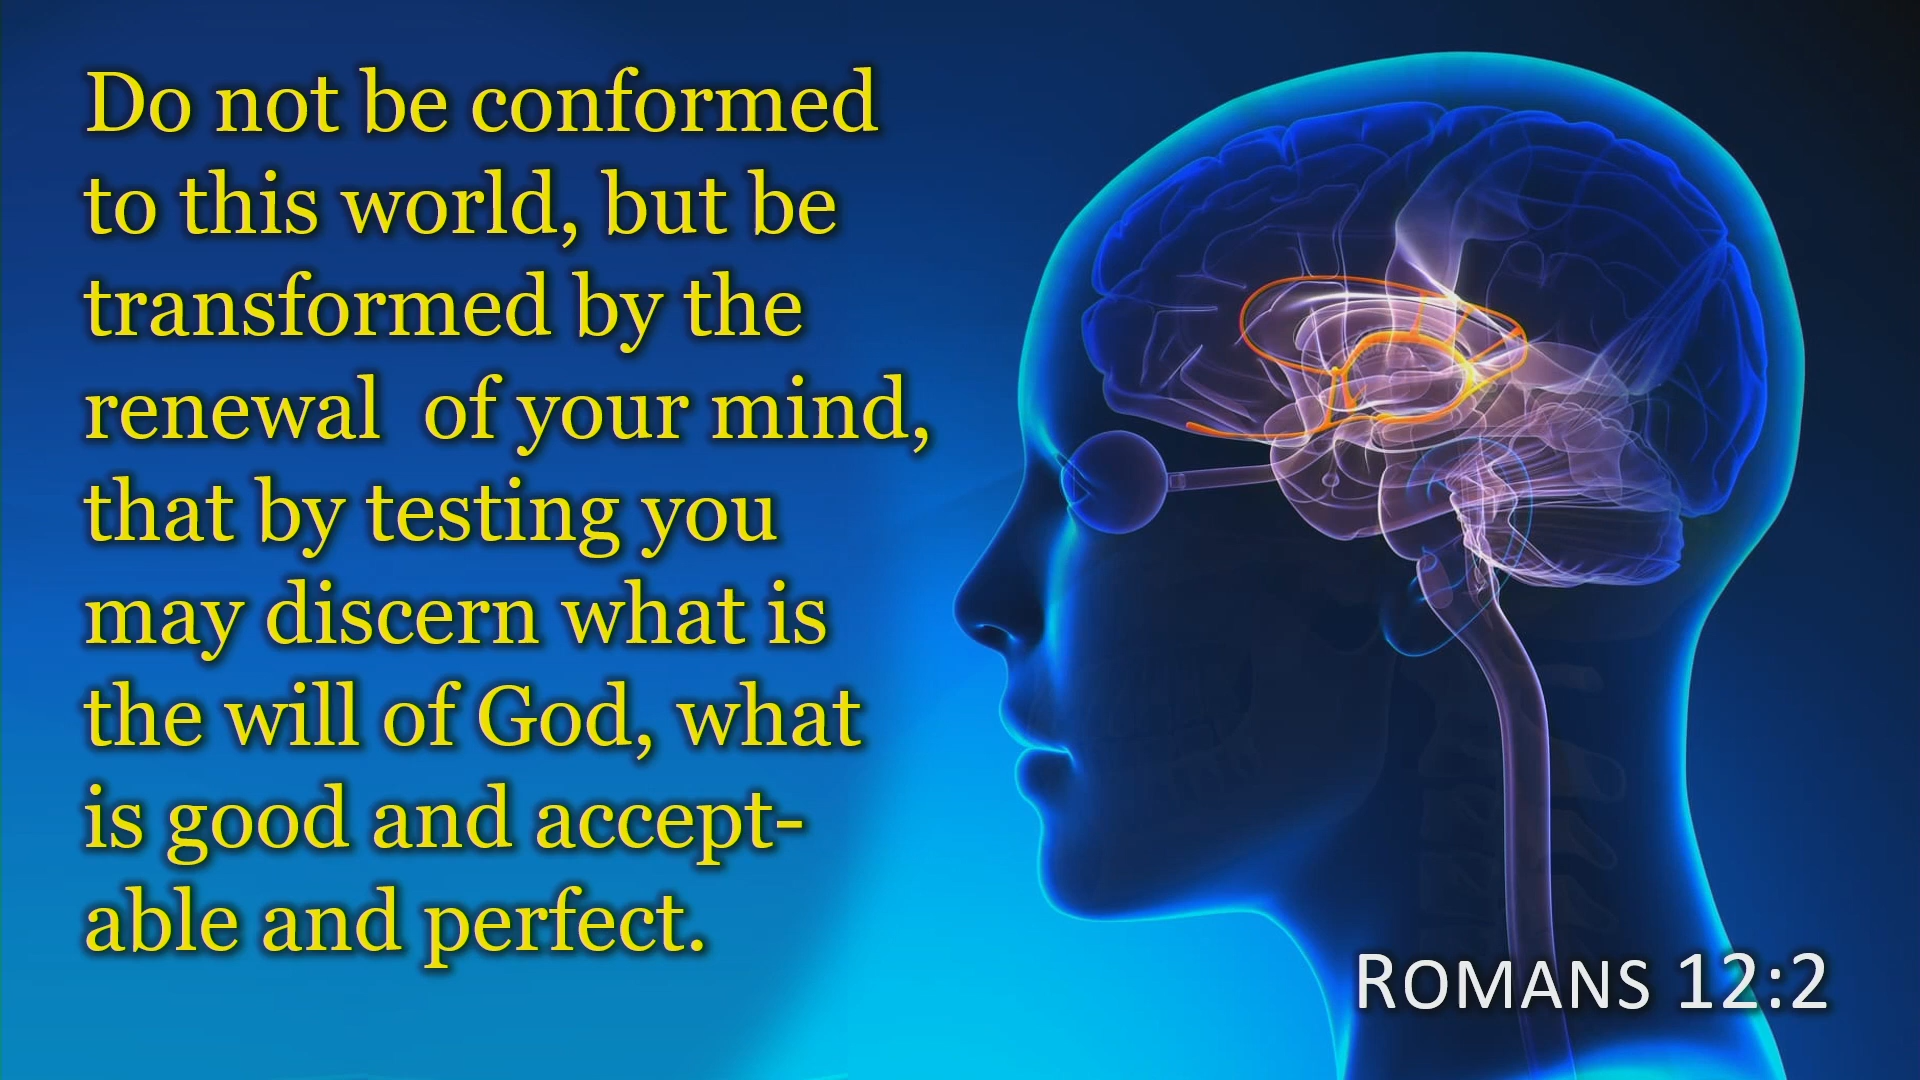 Do not be conformed
to this world, but be
transformed by the
renewal  of your mind,
that by testing you
may discern what is
the will of God, what
is good and accept-
able and perfect.
ROMANS 12:2